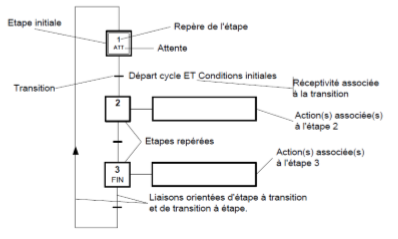 Etape initiale
Repère de l'étape
1
ATT
Attente
Transition
Départ cycle ET Conditions initiales
Réceptivité associée
à la transition
2
Action(s) associée(s)
à l'étape 2
Etapes repérées
Action(s) associée(s)
à l'étape 3
3
FIN
Liaisons orientées d'étape à transition
et de transition à étape.